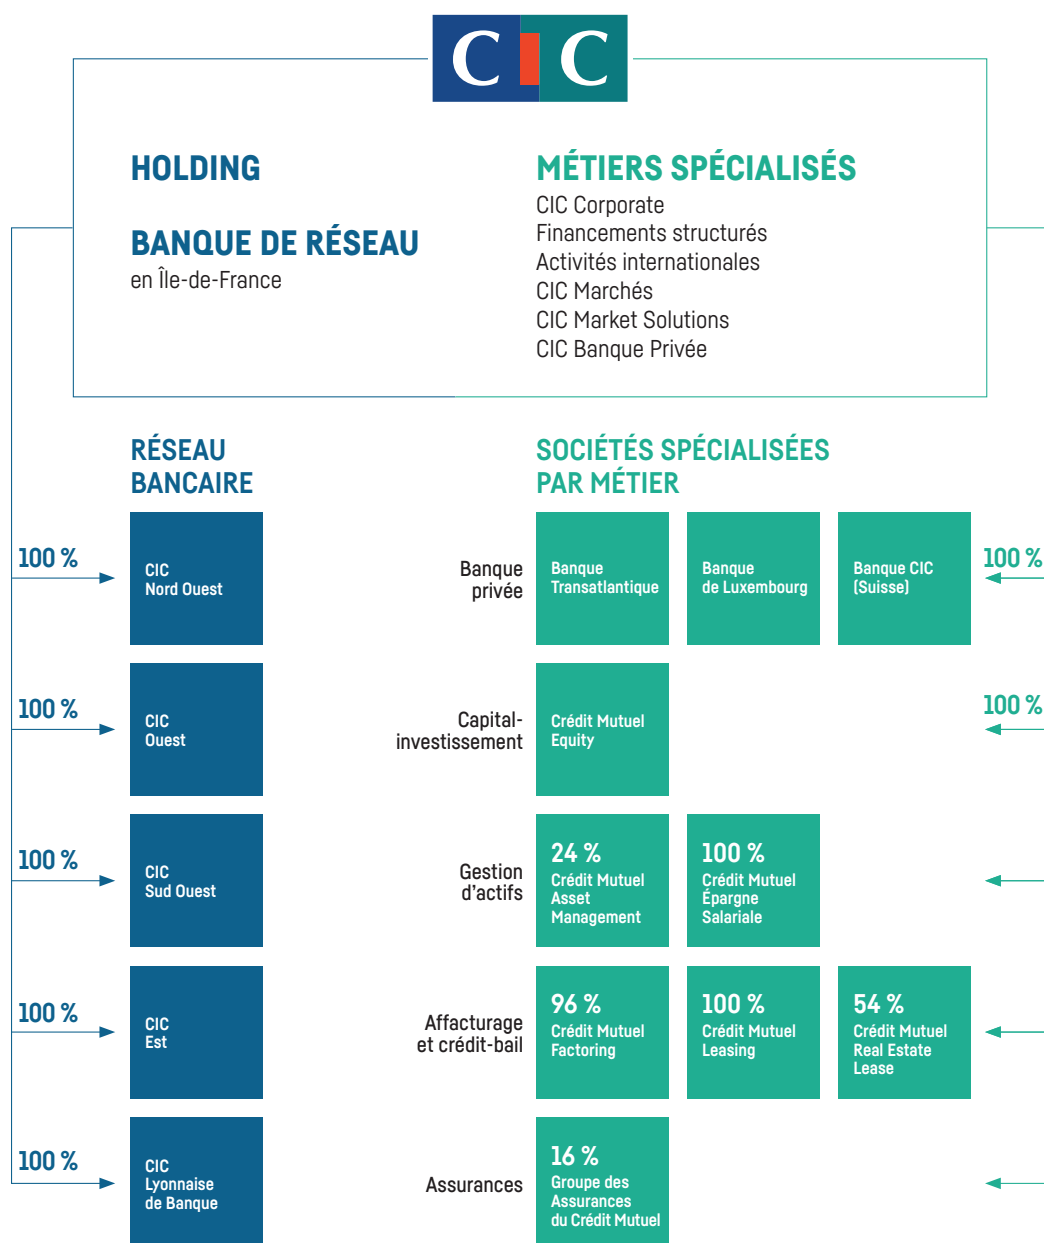 CIC
HOLDING
BANQUE DE RÉSEAU
en Île-de-France
MÉTIERS SPÉCIALISÉS
CIC Corporate
Financements structurés
Activités internationales
CIC Marchés
CIC Market Solutions
CIC Banque Privée
RÉSEAU
BANCAIRE
100 %
CIC
Nord Ouest
100 %
CIC
Ouest
100 %
CIC
Sud Ouest
100 %
CIC
Est
100 %
CIC
Lyonnaise
de Banque
SOCIÉTÉS SPÉCIALISÉES
PAR MÉTIER
Banque
privée
Banque
Transatlantique
Banque
de Luxembourg
Banque CIC
(Suisse)
100 %
Capital-
investissement
Crédit Mutuel
Equity
100 %
Gestion
d'actifs
24 %
Crédit Mutuel
Asset
Management
100 %
Crédit Mutuel
Épargne
Salariale
Affacturage
et crédit-bail
96 %
Crédit Mutuel
Factoring
100 %
Crédit Mutuel
Leasing
54 %
Crédit Mutuel
Real Estate
Lease
Assurances
16 %
Groupe des
Assurances
du Crédit Mutuel